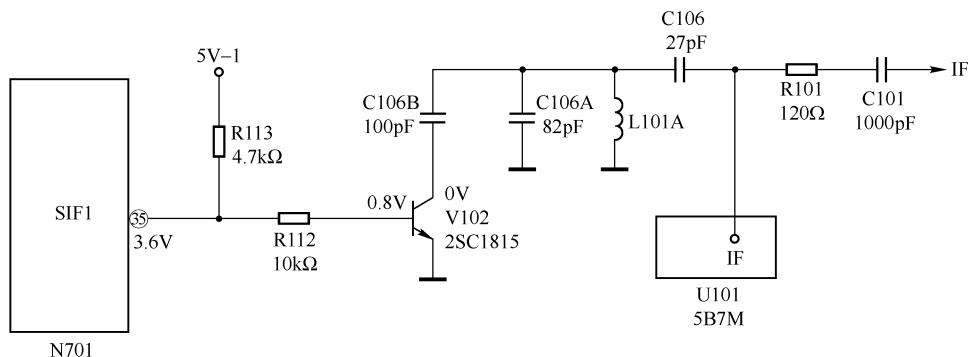 C106
27pF
5V-1
IF
R101
120Ω
C101
1000pF
C106B
100pF
C106A
82pF
L101A
R113
4.7kΩ
SIF1
35
3.6V
R112
10kΩ
0.8V
0V
V102
2SC1815
IF
U101
5B7M
N701